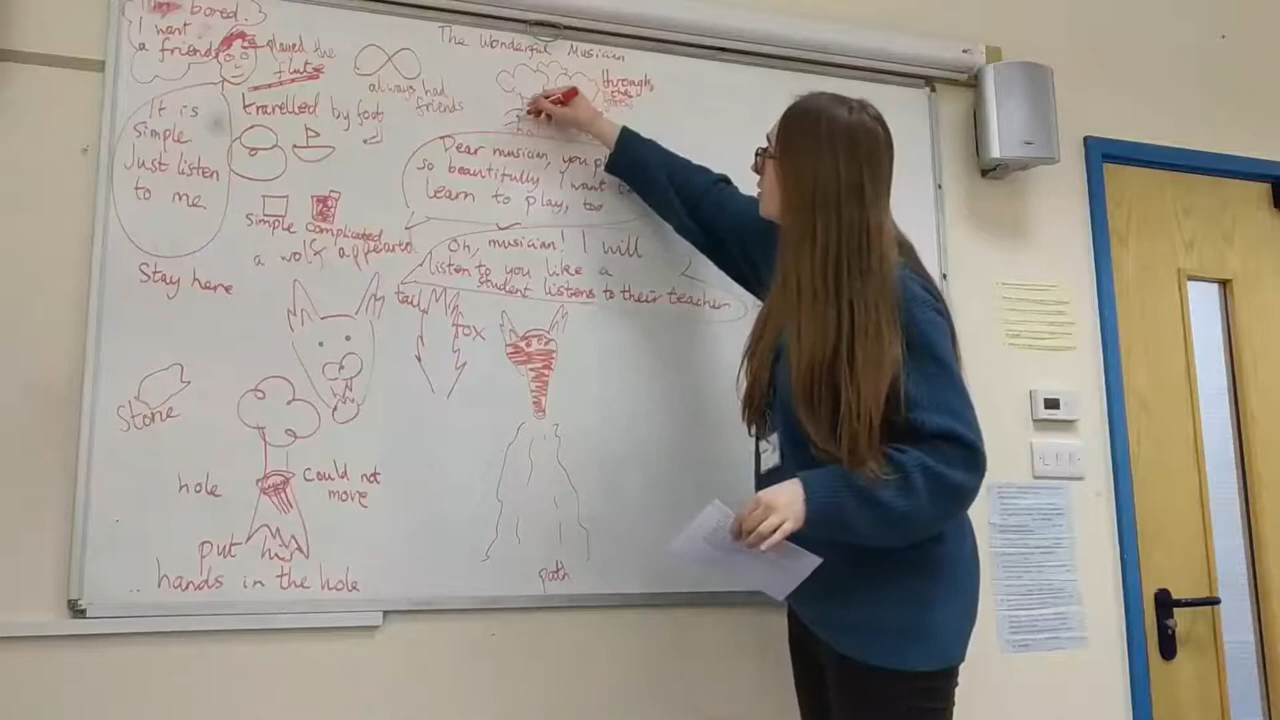 bored.
I want
a friend
played the
flute
It is
simple
Just listen
to me
travelled by foot
always had
friends
The Wonderful Musician
through
the
Dear musician, you
so beautifully, I want
learn to play, too
simple complicated
a wolf appeared
Oh, musician! I will
listen to you like a
student listens to their teacher
Stay here
tail
fox
Stone
hole
could not
move
put his
hands in the hole
path